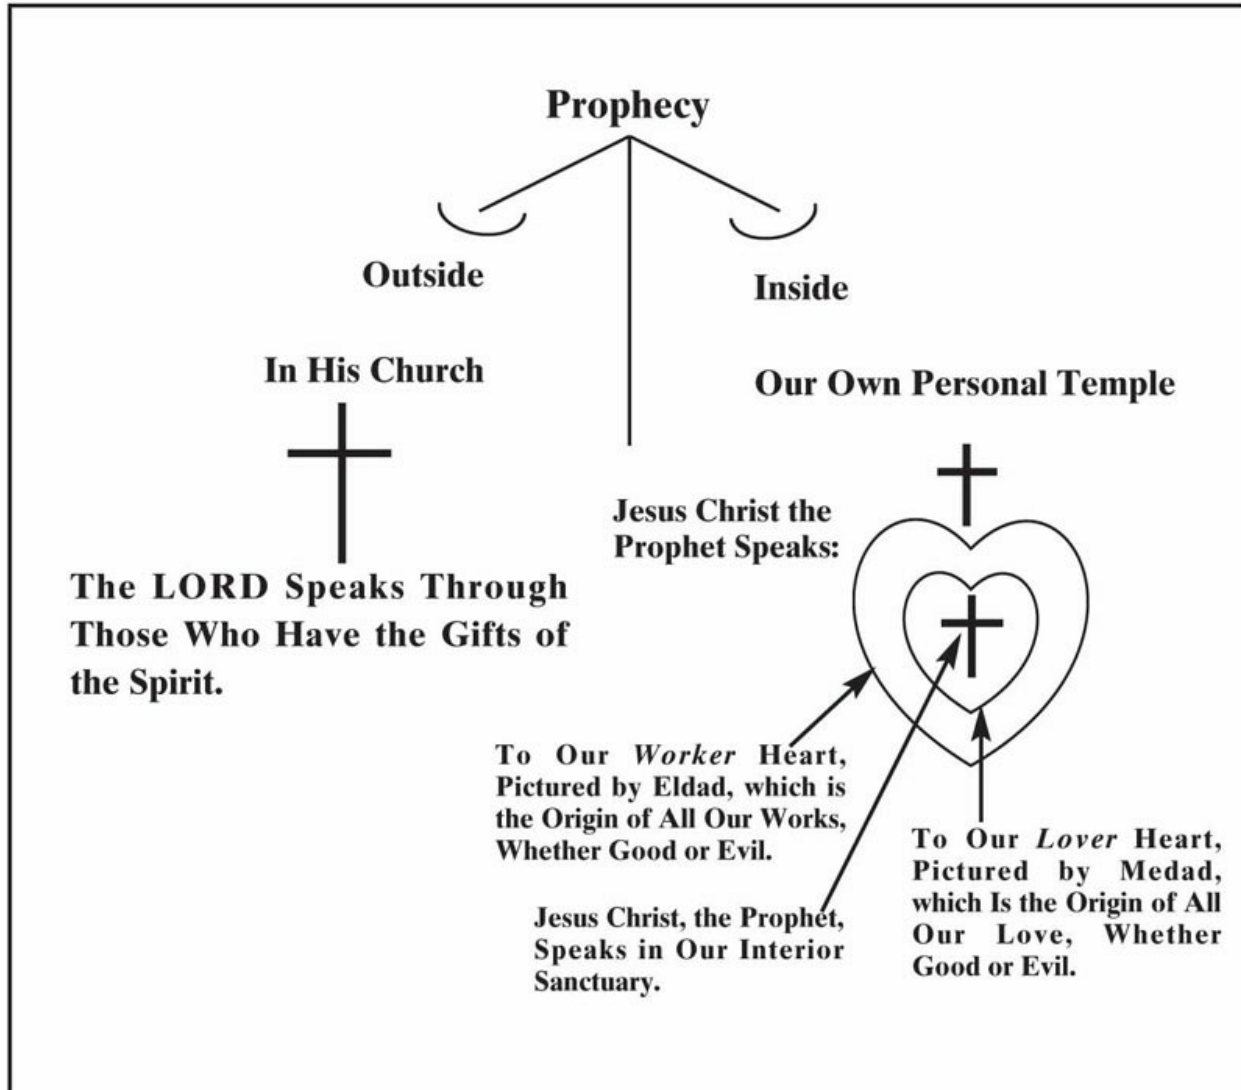 Prophecy
Outside
Inside
In His Church
Our Own Personal Temple
The LORD Speaks Through
Those Who Have the Gifts of
the Spirit.
Jesus Christ the
Prophet Speaks:
To Our Worker Heart,
Pictured by Eldad, which is
the Origin of All Our Works,
Whether Good or Evil.
Jesus Christ, the Prophet,
Speaks in Our Interior
Sanctuary.
To Our Lover Heart,
Pictured by Medad,
which Is the Origin of All
Our Love, Whether
Good or Evil.